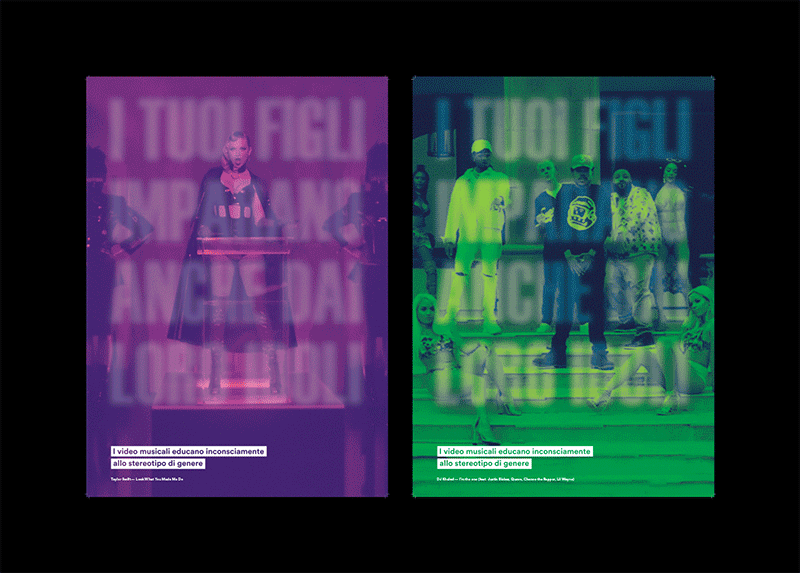 I TUOI FIGLI
IMPARANO
ANCHE DAI
LORO IDOLI
I video musicali educano inconsciamente
allo stereotipo di genere
Taylor Swift — Look What You Made Me Do
I TUOI FIGLI
IMPARANO
ANCHE DAI
LORO IDOLI
I video musicali educano inconsciamente
allo stereotipo di genere
DJ Khaled — I'm the one (feat. Justin Bieber, Quavo, Chance the Rapper, Lil Wayne)